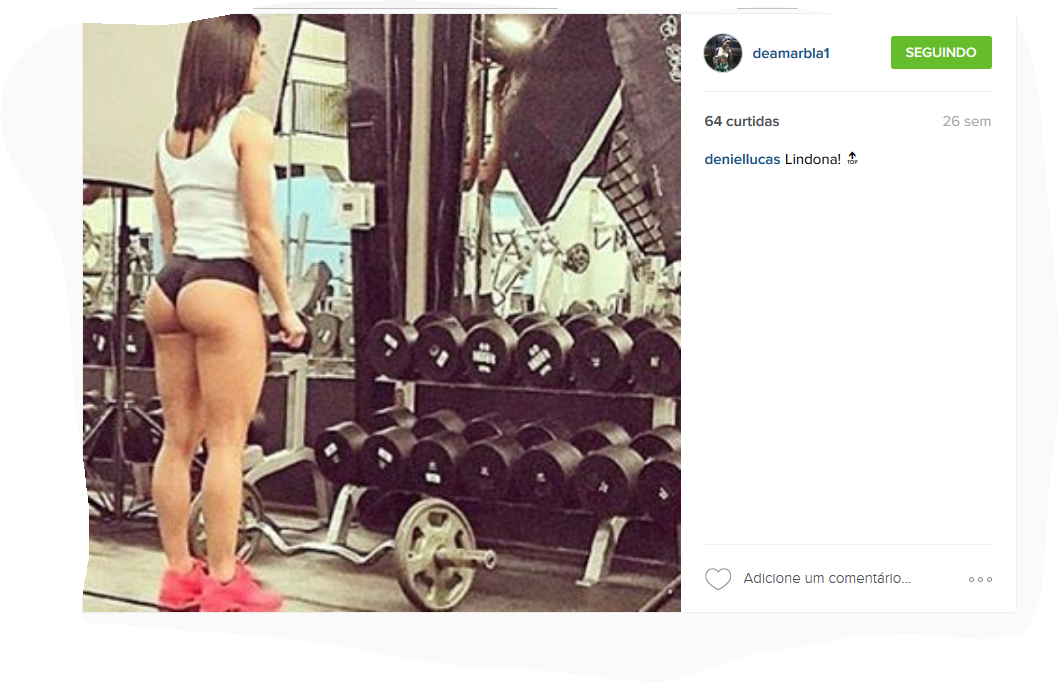 deamarbla1
SEGUINDO
64 curtidas
26 sem
deniellucas Lindona! 🔝
Adicione um comentário...